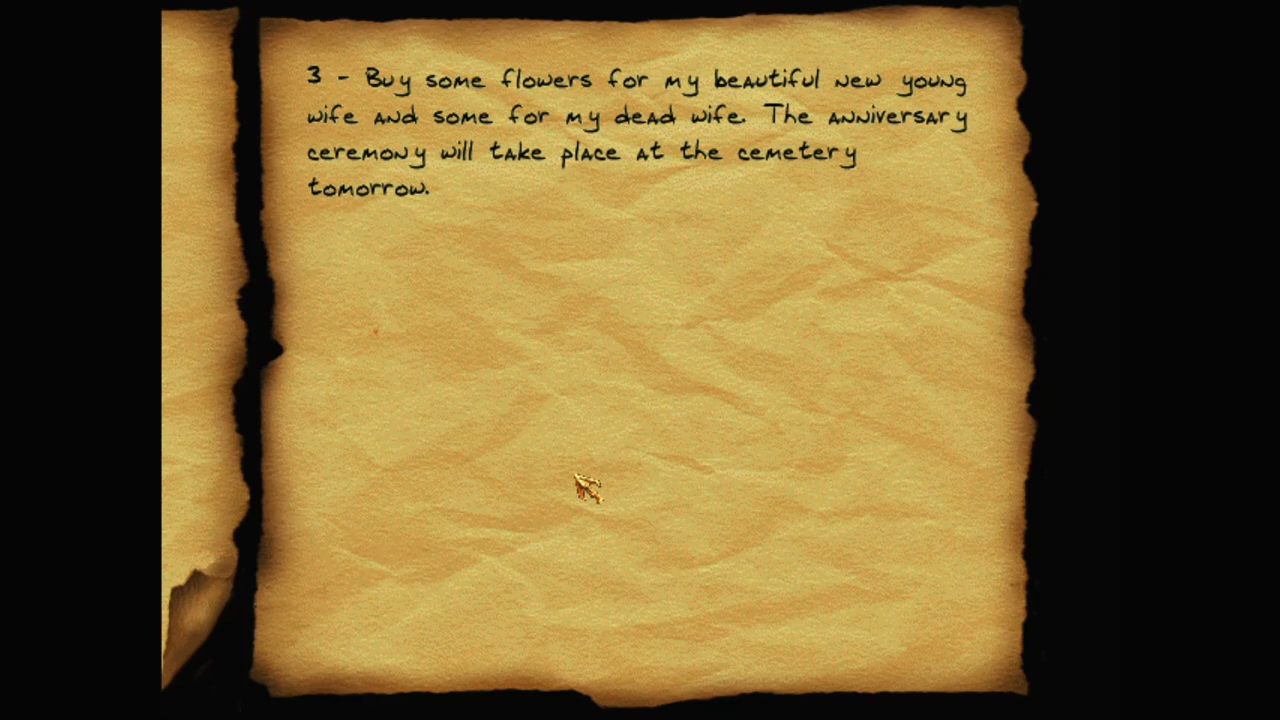 3 - Buy some flowers for my beautiful new young
wife and some for my dead wife. The anniversary
ceremony will take place at the cemetery
tomorrow.